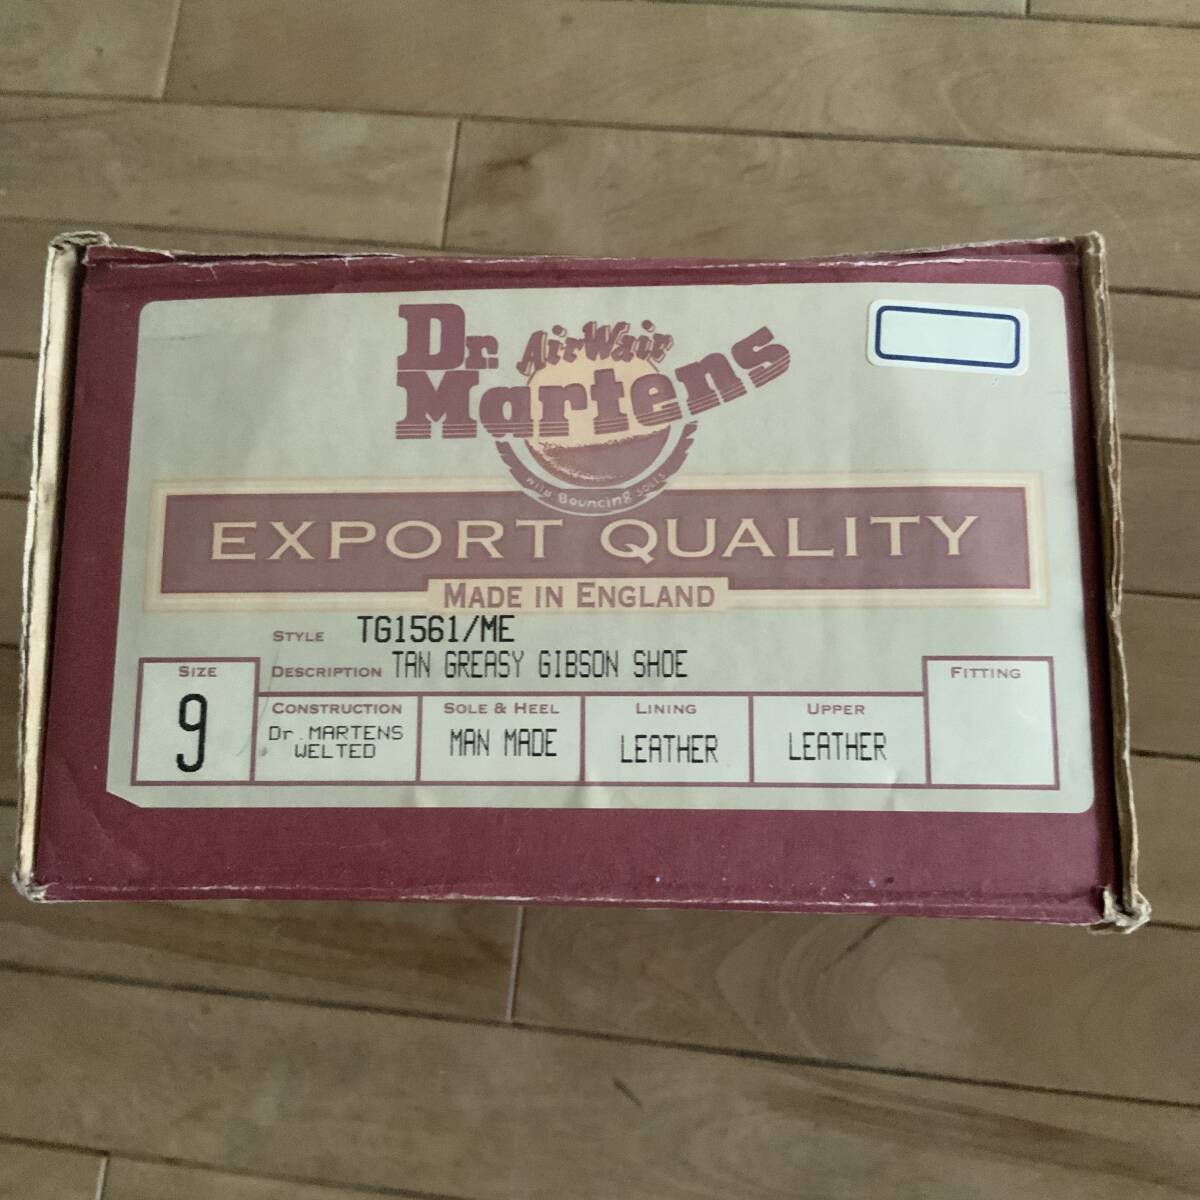 Dr. AirWair
Martens
With Bouncing Soles
EXPORT QUALITY
MADE IN ENGLAND
STYLE TG1561/ME
DESCRIPTION TAN GREASY GIBSON SHOE
SIZE
9
CONSTRUCTION
Dr.MARTENS
WELTED
SOLE & HEEL
MAN MADE
LINING
LEATHER
UPPER
LEATHER
FITTING